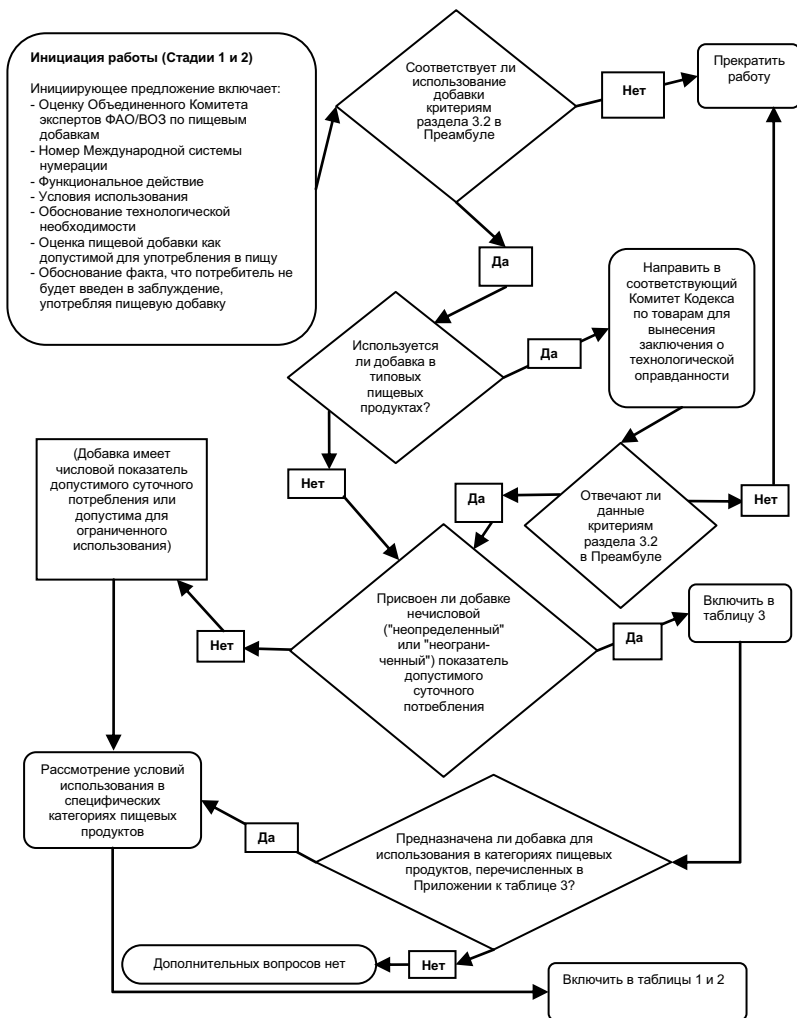 Инициация работы (Стадии 1 и 2)
Инициирующее предложение включает:
- Оценку Объединенного Комитета
экспертов ФАО/ВОЗ по пищевым
добавкам
- Номер Международной системы
нумерации
- Функциональное действие
- Условия использования
- Обоснование технологической
необходимости
- Оценка пищевой добавки как
допустимой для употребления в пищу
- Обоснование факта, что потребитель не
будет введен в заблуждение,
употребляя пищевую добавку
Соответствует ли
использование
добавки
критериям
раздела 3.2 в
Преамбуле
Нет
Прекратить
работу
Да
Используется
ли добавка в
типовых
пищевых
продуктах?
Да
Направить в
соответствующий
Комитет Кодекса
по товарам для
вынесения
заключения о
технологической
оправданности
Нет
Да
Отвечают ли
данные
критериям
раздела 3.2
в Преамбуле
Нет
(Добавка имеет
числовой показатель
допустимого суточного
потребления или
допустима для
ограниченного
использования)
Нет
Присвоен ли добавке
нечисловой
("неопределенный"
или "неограни-
ченный") показатель
допустимого
суточного
потребления
Да
Включить в
таблицу 3
Рассмотрение условий
использования в
специфических
категориях пищевых
продуктов
Да
Предназначена ли добавка для
использования в категориях пищевых
продуктов, перечисленных в
Приложении к таблице 3?
Дополнительных вопросов нет
Нет
Включить в таблицы 1 и 2